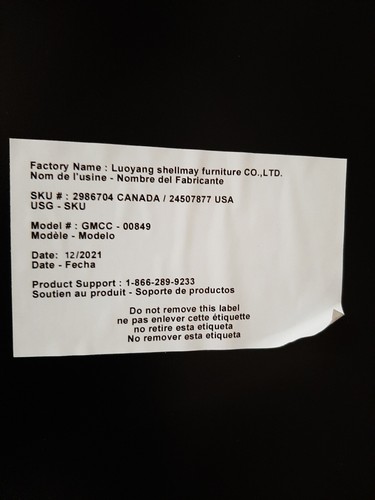 Factory Name : Luoyang shellmay furniture CO.,LTD.
Nom de l'usine - Nombre del Fabricante
SKU # : 2986704 CANADA / 24507877 USA
USG - SKU
Model # : GMCC - 00849
Modèle - Modelo
Date: 12/2021
Date - Fecha
Product Support : 1-866-289-9233
Soutien au produit - Soporte de productos
Do not remove this label
ne pas enlever cette étiquette
no retire esta etiqueta
No remover esta etiqueta